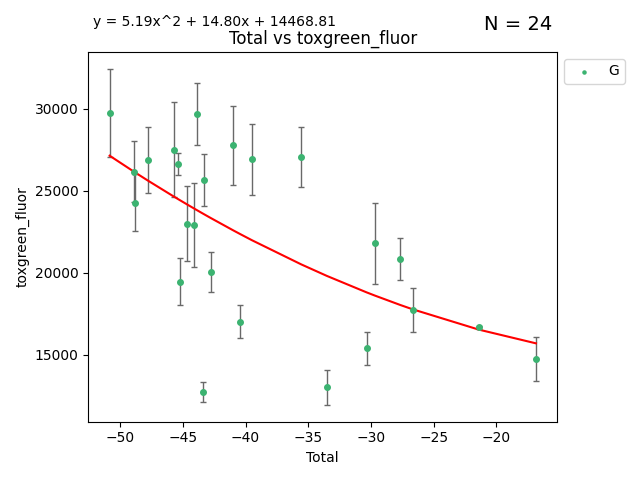 y = 5.19x^2 + 14.80x + 14468.81
N = 24
Total vs toxgreen_fluor
G
30000
25000
20000
15000
toxgreen_fluor
−50
−45
−40
−35
−30
−25
−20
Total